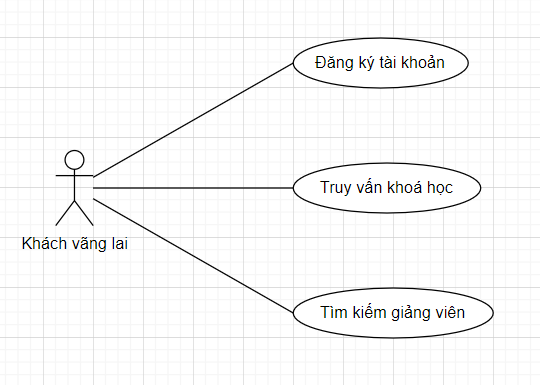 Đăng ký tài khoản
Truy vấn khoá học
Khách vãng lai
Tìm kiếm giảng viên